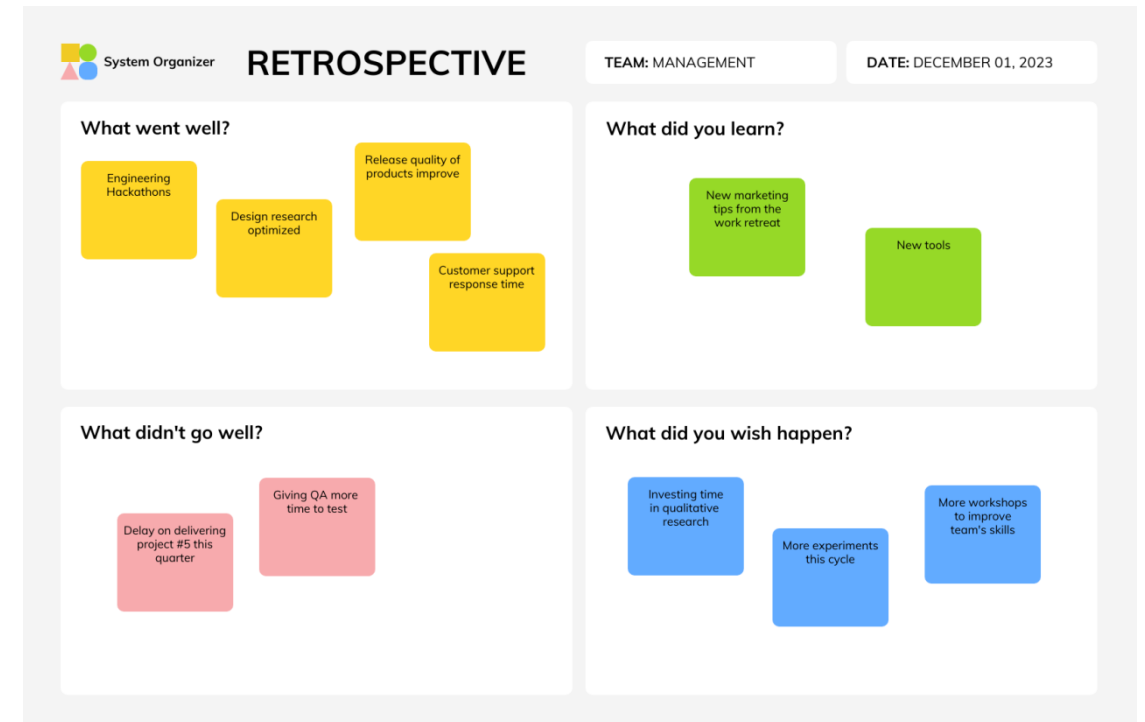 System Organizer
RETROSPECTIVE
TEAM: MANAGEMENT
DATE: DECEMBER 01, 2023
What went well?
Engineering
Hackathons
Design research
optimized
Release quality of
products improve
Customer support
response time
What did you learn?
New marketing
tips from the
work retreat
New tools
What didn't go well?
Delay on delivering
project #5 this
quarter
Giving QA more
time to test
What did you wish happen?
Investing time
in qualitative
research
More experiments
this cycle
More workshops
to improve
team's skills